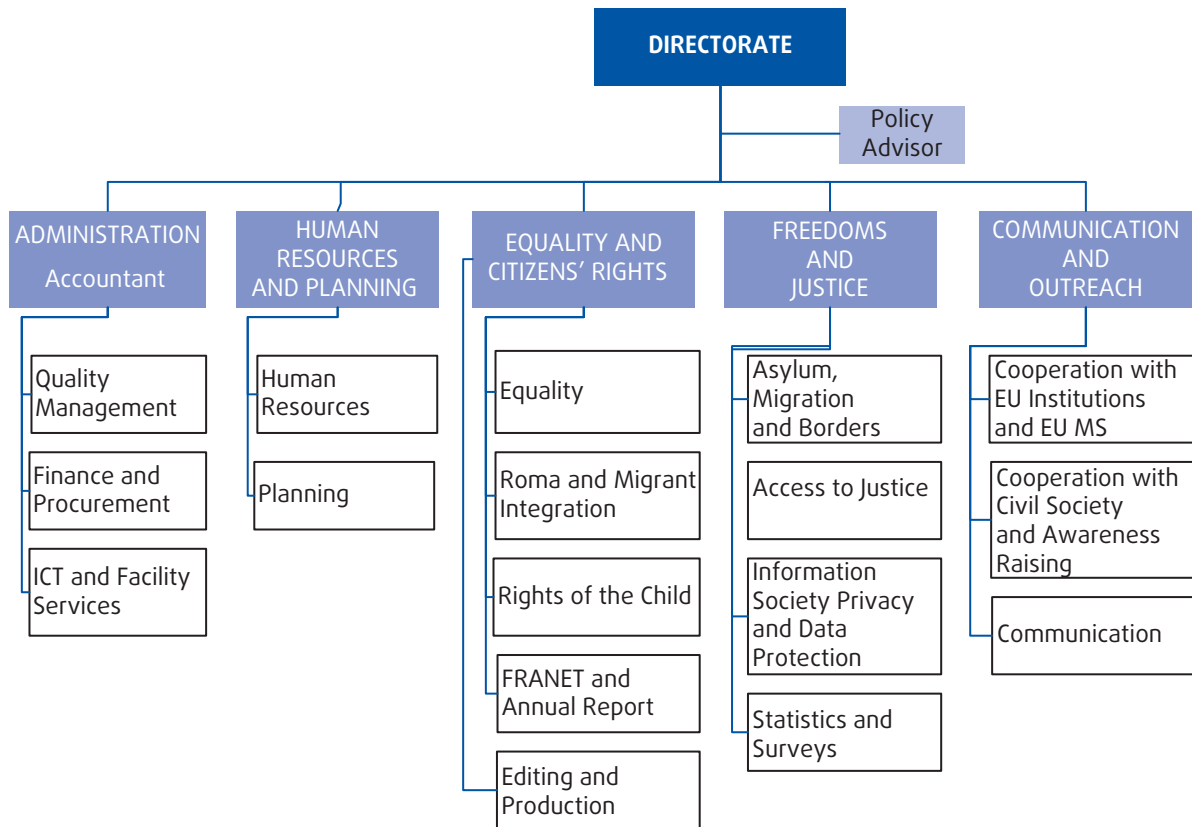 DIRECTORATE
Policy
Advisor
ADMINISTRATION
Accountant
HUMAN
RESOURCES
AND PLANNING
EQUALITY AND
CITIZENS’ RIGHTS
FREEDOMS
AND
JUSTICE
COMMUNICATION
AND
OUTREACH
Quality
Management
Finance and
Procurement
ICT and Facility
Services
Human
Resources
Planning
Equality
Roma and Migrant
Integration
Rights of the Child
FRANET and
Annual Report
Editing and
Production
Asylum,
Migration
and Borders
Access to Justice
Information
Society Privacy
and Data
Protection
Statistics and
Surveys
Cooperation with
EU Institutions
and EU MS
Cooperation with
Civil Society
and Awareness
Raising
Communication